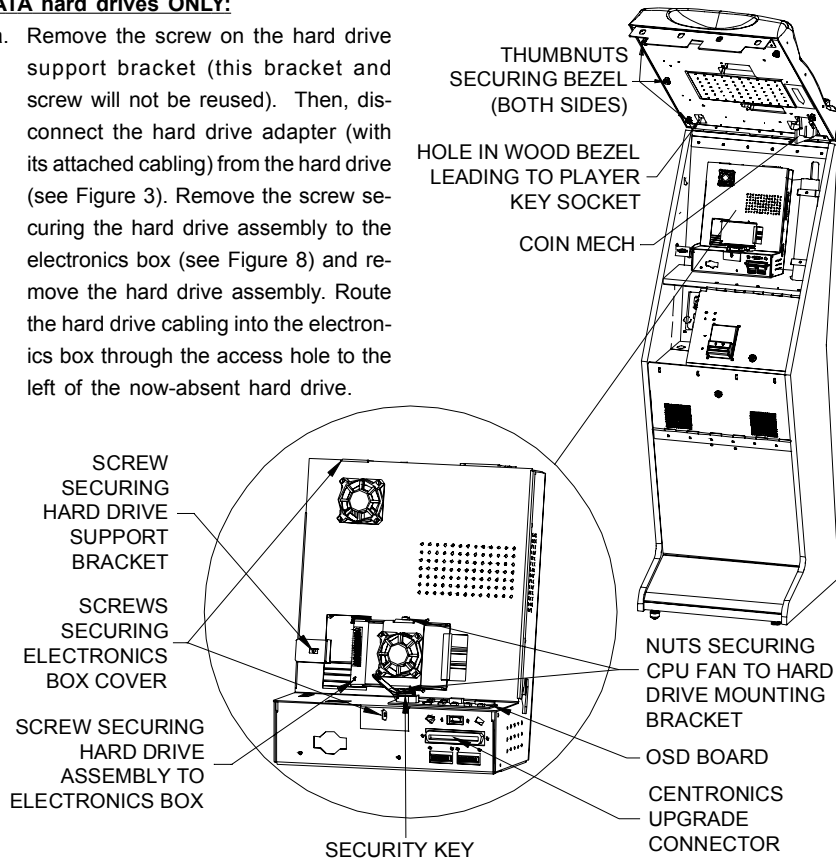 ATA hard drives ONLY:
a. Remove the screw on the hard drive
support bracket (this bracket and
screw will not be reused). Then, dis-
connect the hard drive adapter (with
its attached cabling) from the hard drive
(see Figure 3). Remove the screw se-
curing the hard drive assembly to the
electronics box (see Figure 8) and re-
move the hard drive assembly. Route
the hard drive cabling into the electron-
ics box through the access hole to the
left of the now-absent hard drive.
THUMBNUTS
SECURING BEZEL
(BOTH SIDES)
HOLE IN WOOD BEZEL
LEADING TO PLAYER
KEY SOCKET
COIN MECH
SCREW
SECURING
HARD DRIVE
SUPPORT
BRACKET
SCREWS
SECURING
ELECTRONICS
BOX COVER
SCREW SECURING
HARD DRIVE
ASSEMBLY TO
ELECTRONICS BOX
SECURITY KEY
NUTS SECURING
CPU FAN TO HARD
DRIVE MOUNTING
BRACKET
OSD BOARD
CENTRONICS
UPGRADE
CONNECTOR